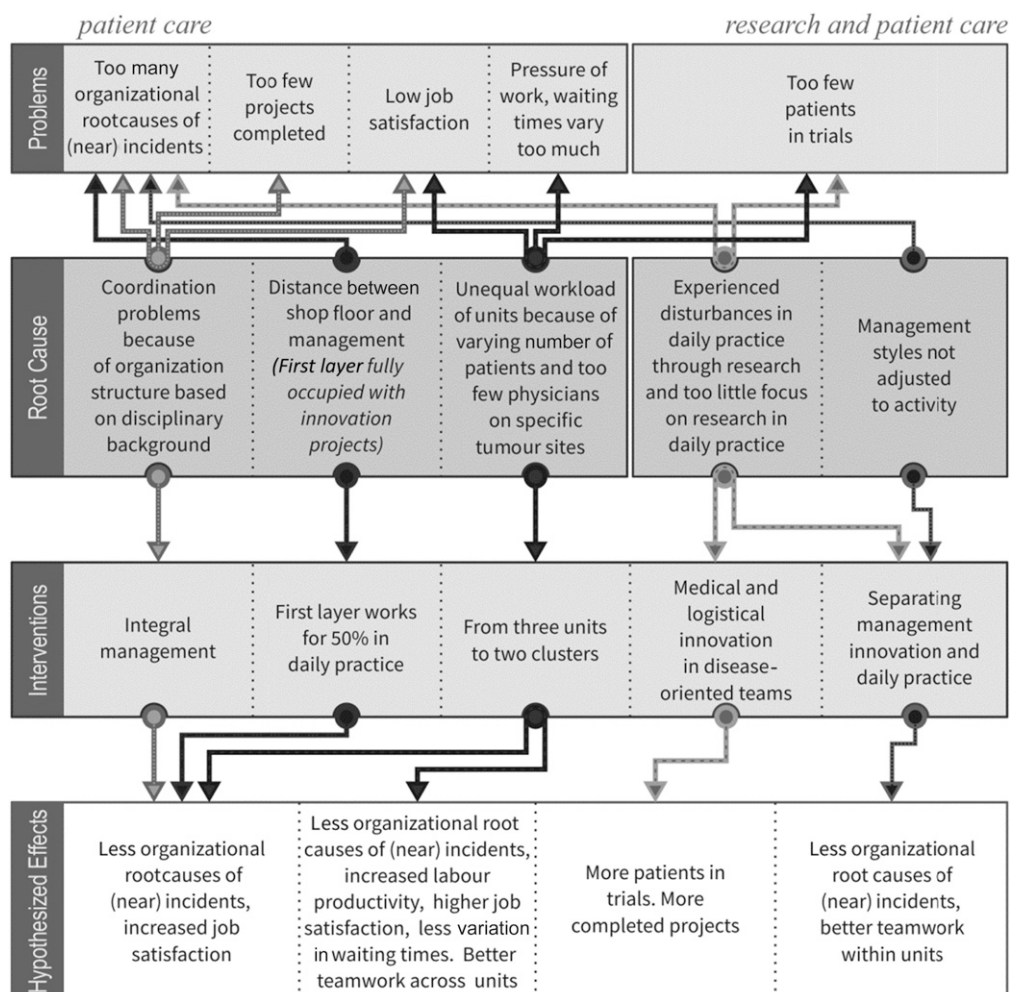 patient care
research and patient care
Problems
Too many
organizational
rootcauses of
(near) incidents
Too few
projects
completed
Low job
satisfaction
Pressure of
work, waiting
times vary
too much
Too few
patients
in trials
Root Cause
Coordination
problems
because
of organization
structure based
on disciplinary
background
Distance between
shop floor and
management
(First layer fully
occupied with
innovation
projects)
Unequal workload
of units because of
varying number of
patients and too
few physicians
on specific
tumour sites
Experienced
disturbances in
daily practice
through research
and too little focus
on research in
daily practice
Management
styles not
adjusted
to activity
Interventions
Integral
management
First layer works
for 50% in
daily practice
From three units
to two clusters
Medical and
logistical
innovation
in disease-
oriented teams
Separating
management
innovation and
daily practice
Hypothesized Effects
Less organizational
rootcauses of
(near) incidents,
increased job
satisfaction
Less organizational root
causes of (near) incidents,
increased labour
productivity, higher job
satisfaction, less variation
in waiting times. Better
teamwork across units
More patients in
trials. More
completed projects
Less organizational
root causes of
(near) incidents,
better teamwork
within units